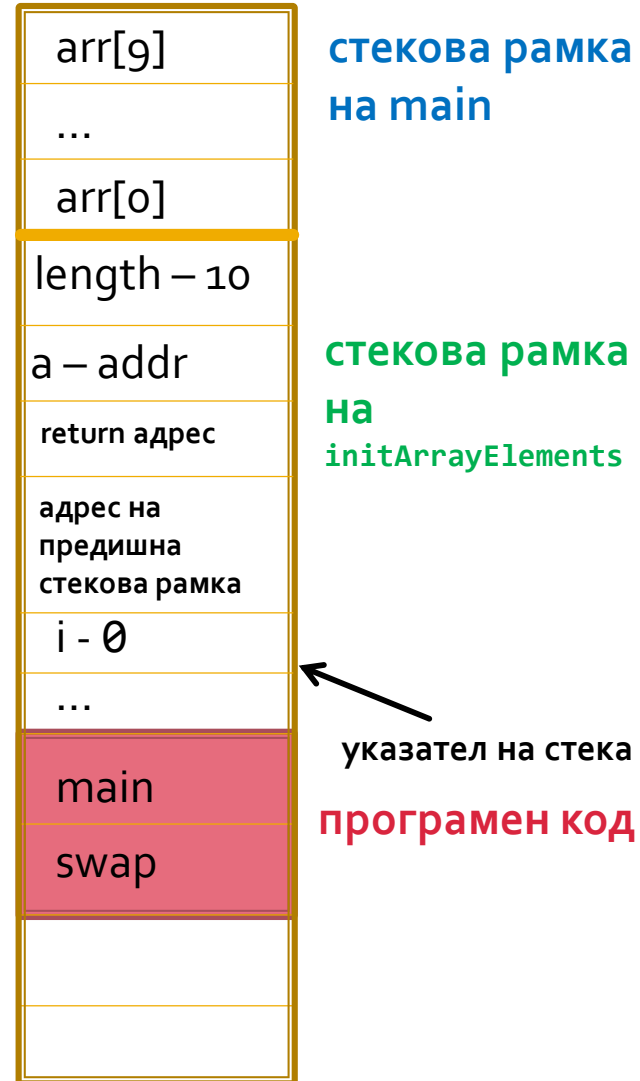 arr[9]
стекова рамка
на main
...
arr[0]
length – 10
a – addr
стекова рамка
на
initArrayElements
return адрес
адрес на
предишна
стекова рамка
i - 0
...
указател на стека
main
програмен код
swap